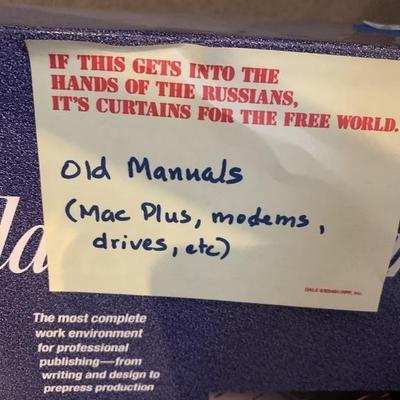 IF THIS GETS INTO THE
HANDS OF THE RUSSIANS,
IT'S CURTAINS FOR THE FREE WORLD.
Old Manuals
(Mac Plus, modems,
drives, etc)
The most complete
work environment
for professional
publishing—from
writing and design to
prepress production